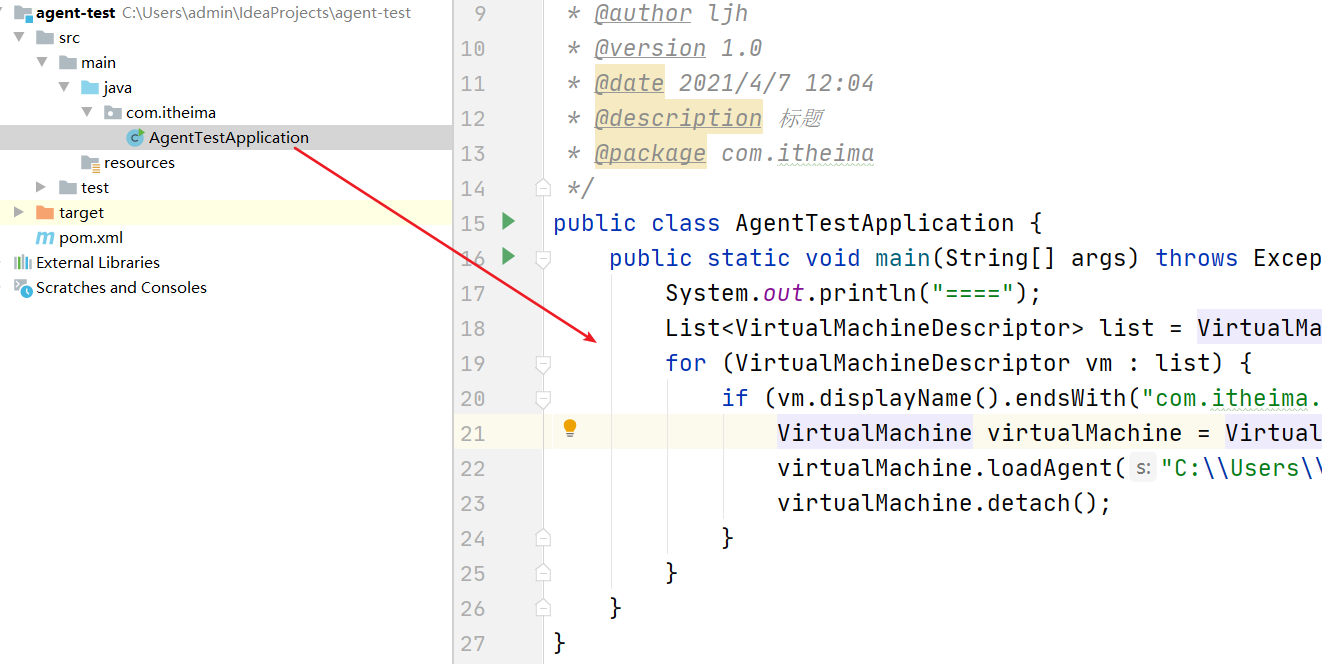 agent-test C:\Users\admin\IdeaProjects\agent-test
src
main
java
com.itheima
AgentTestApplication
resources
test
target
pom.xml
External Libraries
Scratches and Consoles
9 * @author ljh
10 * @version 1.0
11 * @date 2021/4/7 12:04
12 * @description 标题
13 * @package com.itheima
14 */
15 public class AgentTestApplication {
16 public static void main(String[] args) throws Excep
17 System.out.println("====");
18 List<VirtualMachineDescriptor> list = VirtualMa
19 for (VirtualMachineDescriptor vm : list) {
20 if (vm.displayName().endsWith("com.itheima.
21 VirtualMachine virtualMachine = Virtual
22 virtualMachine.loadAgent( s: "C:\\Users\\
23 virtualMachine.detach();
24 }
25 }
26 }
27 }